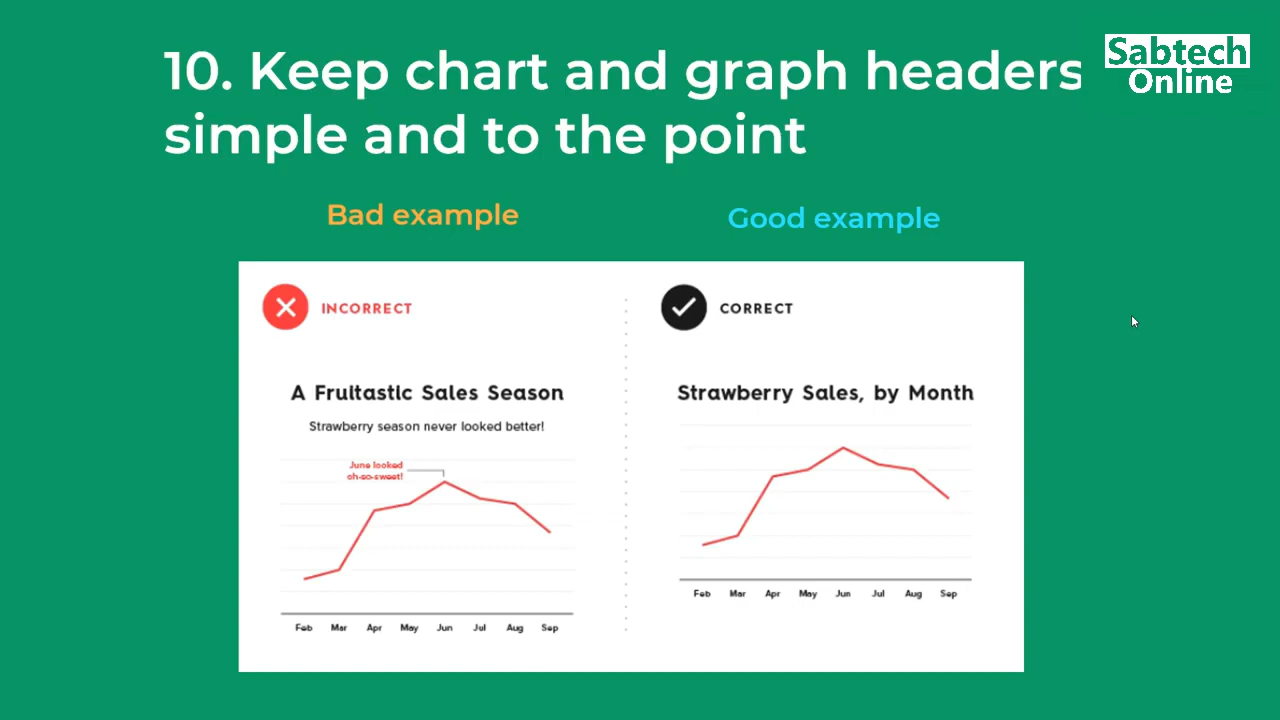 10. Keep chart and graph headers
simple and to the point
Sabtech
Online
Bad example
Good example
INCORRECT
A Fruitastic Sales Season
Strawberry season never looked better!
June looked
oh-so-sweet!
Feb Mar Apr May Jun Jul Aug Sep
CORRECT
Strawberry Sales, by Month
Feb Mar Apr May Jun Jul Aug Sep